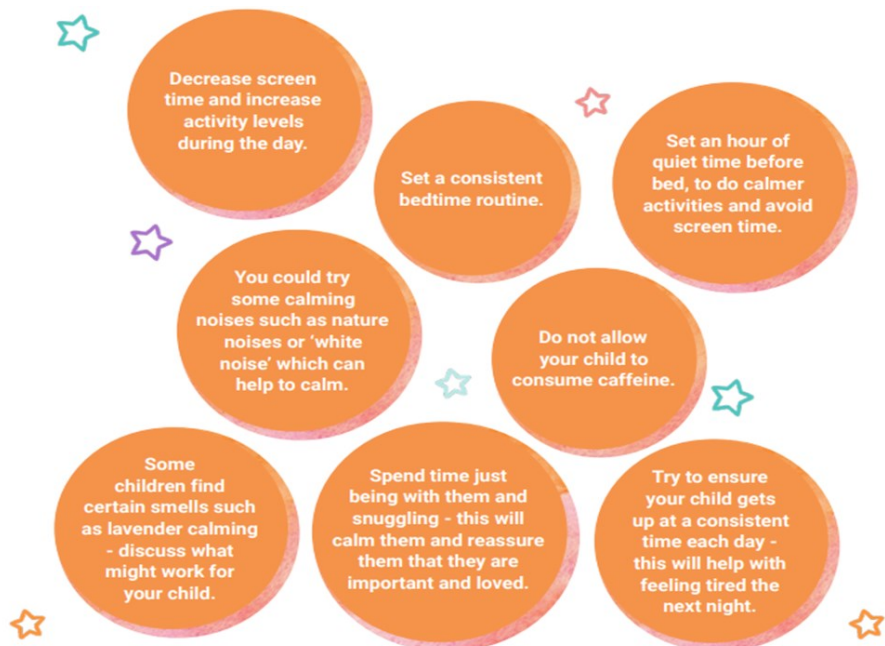 Decrease screen
time and increase
activity levels
during the day.
Set a consistent
bedtime routine.
Set an hour of
quiet time before
bed, to do calmer
activities and avoid
screen time.
You could try
some calming
noises such as nature
noises or ‘white
noise’ which can
help to calm.
Do not allow
your child to
consume caffeine.
Some
children find
certain smells such
as lavender calming
- discuss what
might work for
your child.
Spend time just
being with them and
snuggling - this will
calm them and reassure
them that they are
important and loved.
Try to ensure
your child gets
up at a consistent
time each day -
this will help with
feeling tired the
next night.